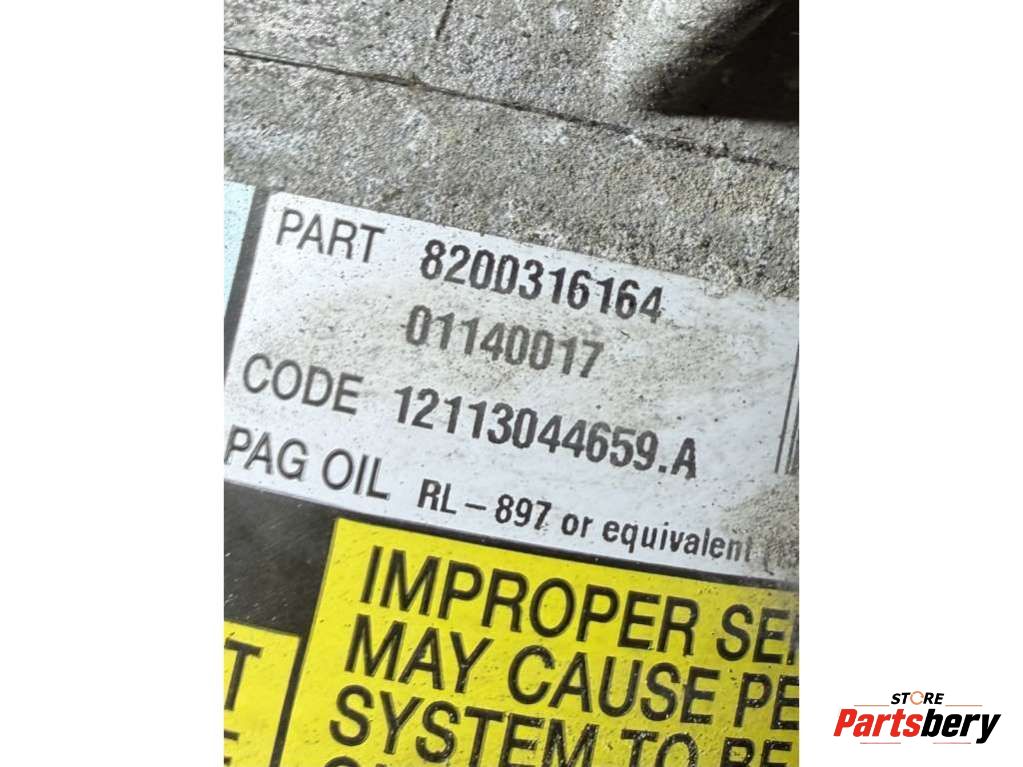 PART 8200316164
01140017
CODE 12113044659.A
PAG OIL RL-897 or equivalent
IMPROPER
MAY CAUSE
SYSTEM TO
STORE
Partsbery